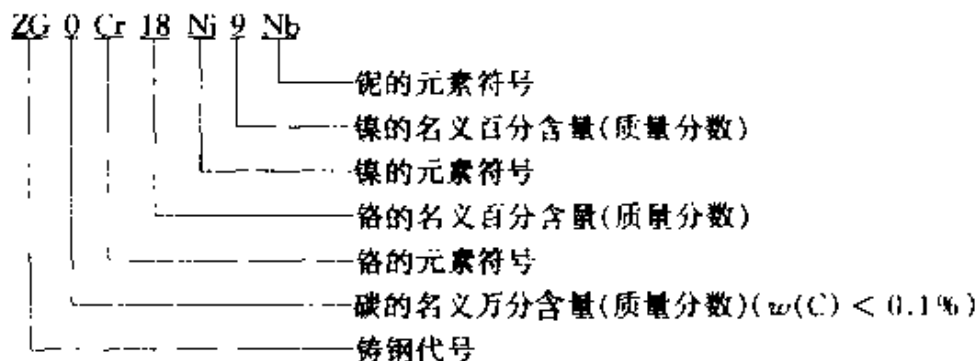 ZG 0 Cr 18 Ni 9 Nb
铌的元素符号
镍的名义百分含量(质量分数)
镍的元素符号
铬的名义百分含量(质量分数)
铬的元素符号
碳的名义万分含量(质量分数)(w(C) < 0.1%)
铸钢代号